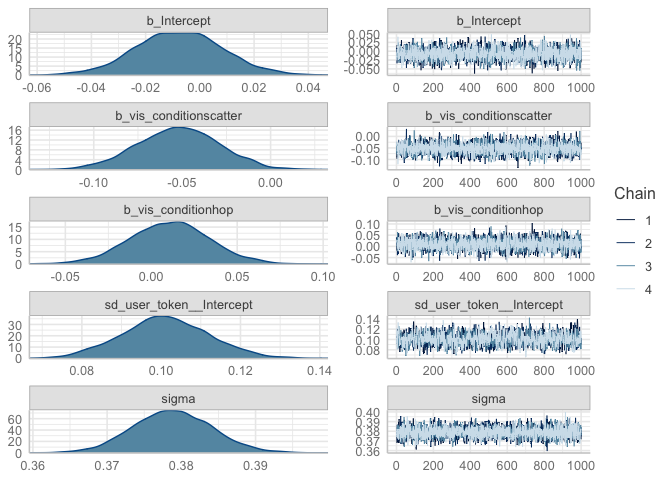 b_Intercept
20
15
10
5
0
-0.06 -0.04 -0.02 0.00 0.02 0.04
b_Intercept
0.050
0.025
0.000
-0.025
-0.050
0 200 400 600 800 1000
b_vis_conditionscatter
16
12
8
4
0
-0.10 -0.05 0.00
b_vis_conditionscatter
0.00
-0.05
-0.10
0 200 400 600 800 1000
b_vis_conditionhop
15
10
5
0
-0.05 0.00 0.05 0.10
b_vis_conditionhop
0.10
0.05
0.00
-0.05
0 200 400 600 800 1000
sd_user_token__Intercept
30
20
10
0
0.08 0.10 0.12 0.14
sd_user_token__Intercept
0.14
0.12
0.10
0.08
0 200 400 600 800 1000
sigma
60
40
20
0
0.36 0.37 0.38 0.39
sigma
0.40
0.39
0.38
0.37
0.36
0 200 400 600 800 1000
Chain
1
2
3
4